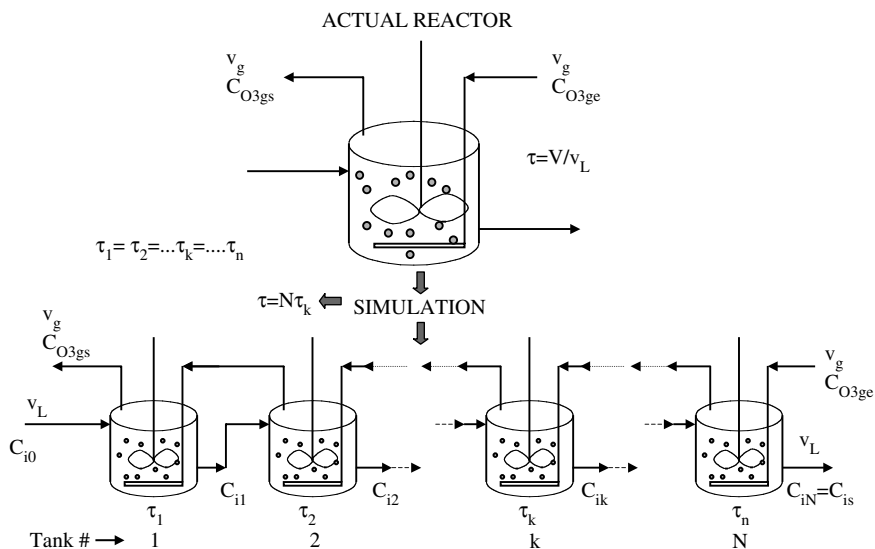 ACTUAL REACTOR
v_g
C_O3gs
v_g
C_O3ge
τ=V/v_L
τ_1= τ_2=...τ_k=....τ_n
τ=Nτ_k
SIMULATION
v_g
C_O3gs
v_g
C_O3ge
v_L
C_i0
C_i1
C_i2
C_ik
v_L
C_iN=C_is
τ_1
τ_2
τ_k
τ_n
Tank #
1
2
k
N